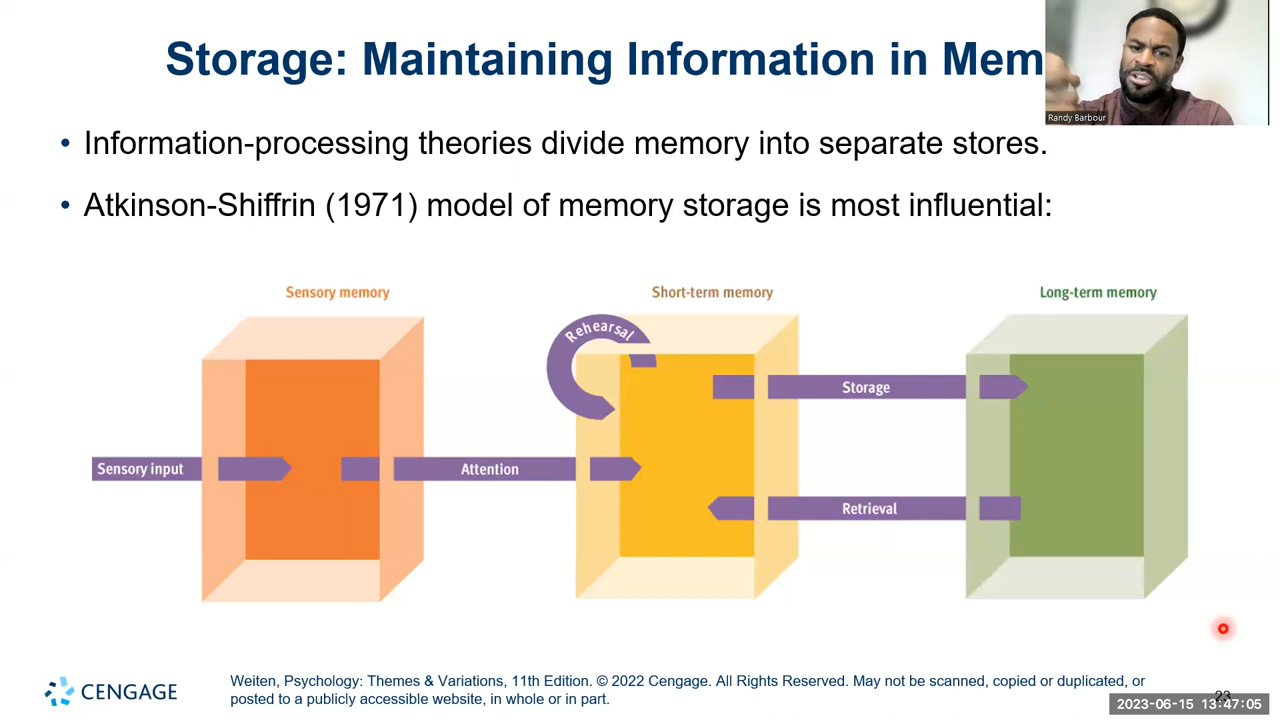 Storage: Maintaining Information in Mem
Randy Barbour
• Information-processing theories divide memory into separate stores.
• Atkinson-Shiffrin (1971) model of memory storage is most influential:
Sensory memory
Short-term memory
Long-term memory
Rehearsal
Storage
Sensory input
Attention
Retrieval
CENGAGE
Weiten, Psychology: Themes & Variations, 11th Edition. © 2022 Cengage. All Rights Reserved. May not be scanned, copied or duplicated, or
posted to a publicly accessible website, in whole or in part.
23
2023-06-15 13:47:05